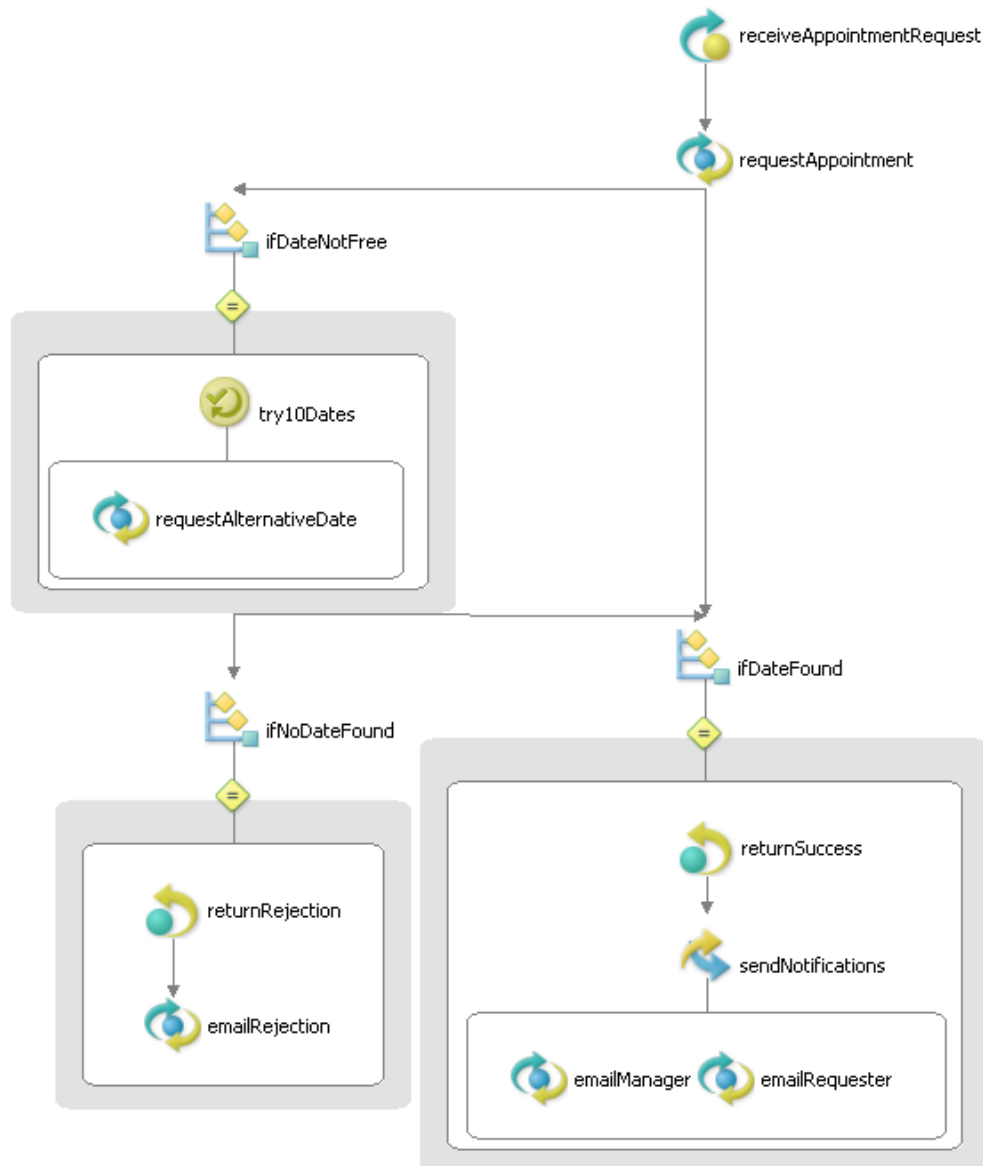 receiveAppointmentRequest
requestAppointment
ifDateNotFree
=
try10Dates
requestAlternativeDate
ifDateFound
ifNoDateFound
=
=
returnSuccess
returnRejection
sendNotifications
emailRejection
emailManager
emailRequester